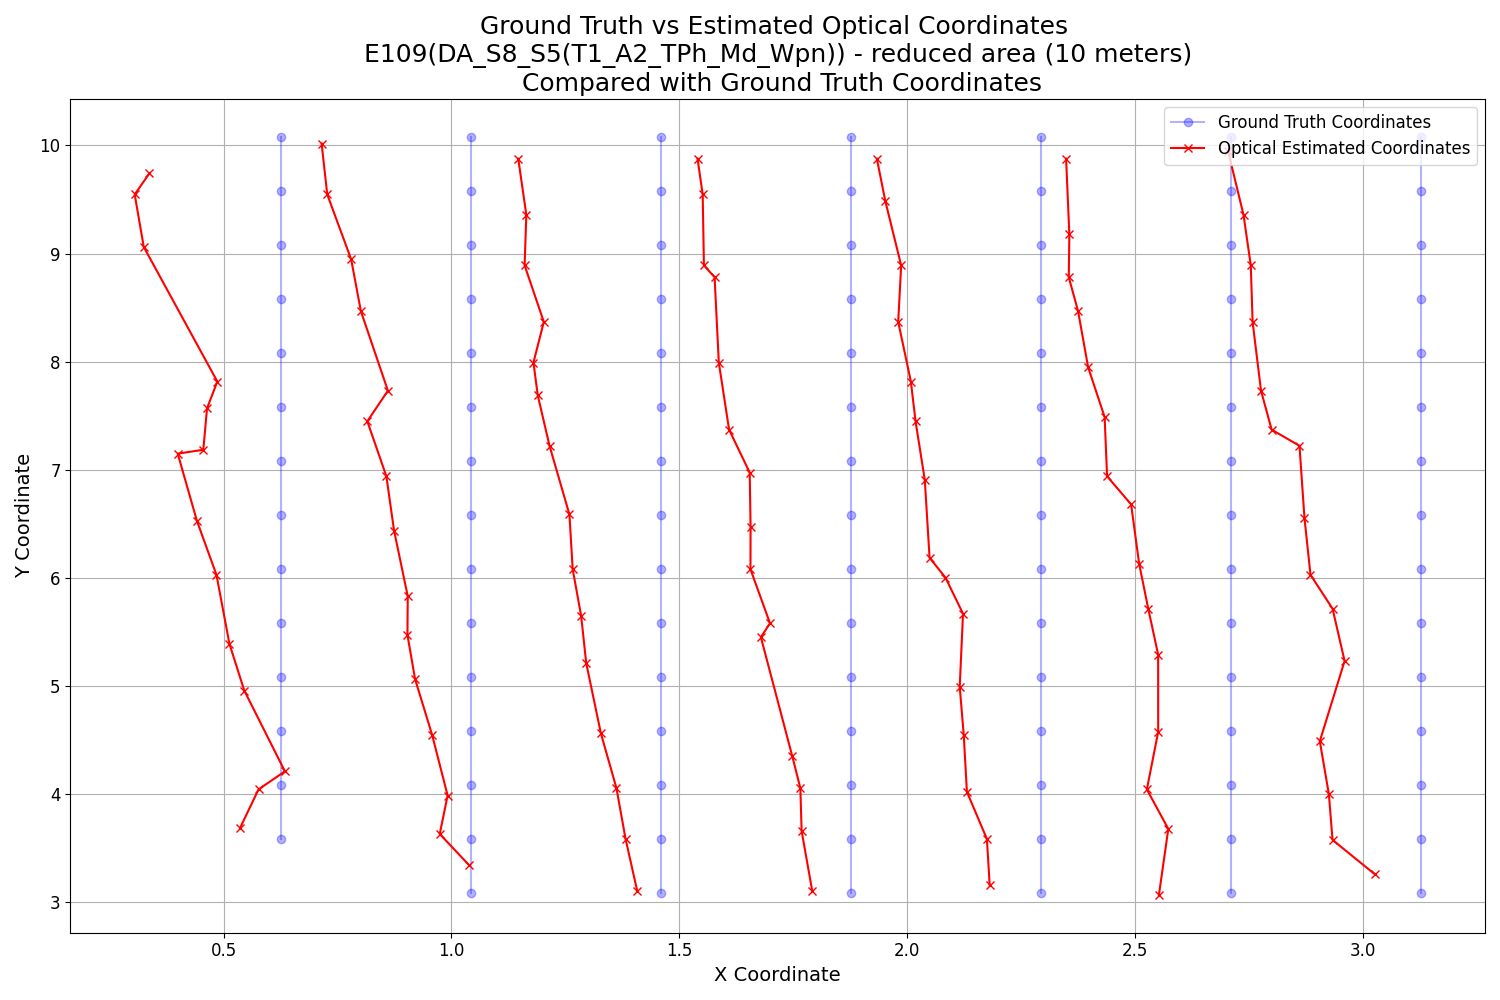 Ground Truth vs Estimated Optical Coordinates
E109(DA_S8_S5(T1_A2_TPh_Md_Wpn)) - reduced area (10 meters)
Compared with Ground Truth Coordinates
Ground Truth Coordinates
Optical Estimated Coordinates
Y Coordinate
10
9
8
7
6
5
4
3
0.5 1.0 1.5 2.0 2.5 3.0
X Coordinate